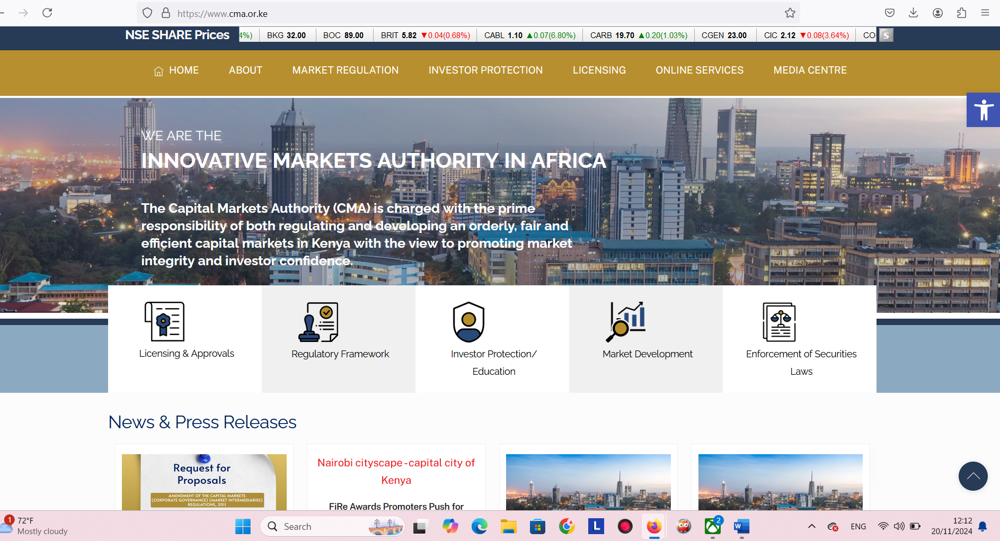 https://www.cma.or.ke
NSE SHARE Prices
4%) BKG 32.00 BOC 89.00 BRIT 5.82 ▼0.04(0.68%) CABL 1.10 ▲0.07(6.80%) CARB 19.70 ▲0.20(1.03%) CGEN 23.00 CIC 2.12 ▼0.08(3.64%) CO S
HOME ABOUT MARKET REGULATION INVESTOR PROTECTION LICENSING ONLINE SERVICES MEDIA CENTRE
WE ARE THE
INNOVATIVE MARKETS AUTHORITY IN AFRICA
The Capital Markets Authority (CMA) is charged with the prime
responsibility of both regulating and developing an orderly, fair and
efficient capital markets in Kenya with the view to promoting market
integrity and investor confidence.
Licensing & Approvals
Regulatory Framework
Investor Protection/
Education
Market Development
Enforcement of Securities
Laws
News & Press Releases
Request for
Proposals
AMENDMENT OF THE CAPITAL MARKETS
(CORPORATE GOVERNANCE) (MARKET INTERMEDIARIES)
REGULATIONS, 2011
Nairobi cityscape - capital city of
Kenya
FiRe Awards Promoters Push for
1
72°F
Mostly cloudy
Search
L
2
W
ENG
12:12
20/11/2024